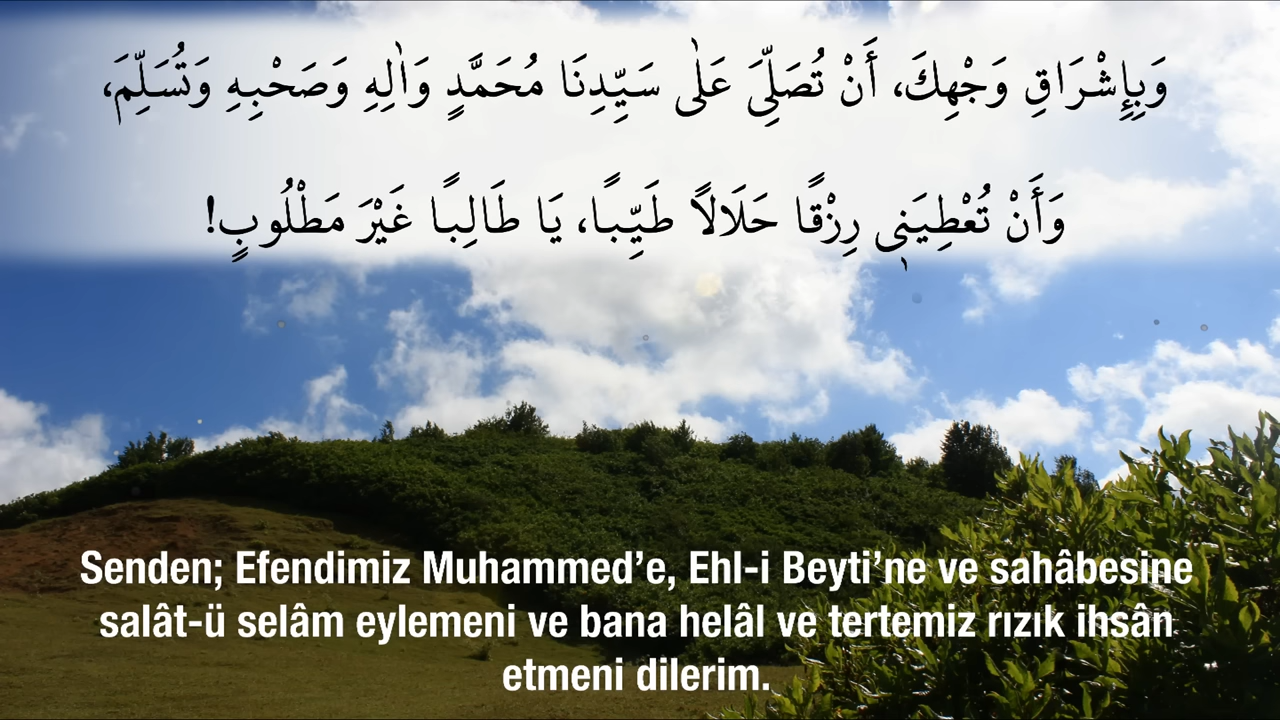 وَبِإِشْرَاقِ وَجْهِكَ، أَنْ تُصَلِّىَ عَلٰى سَيِّدِنَا مُحَمَّدٍ وَاٰلِهِ وَصَحْبِهِ وَتُسَلِّمَ،
وَأَنْ تُعْطِيَنٖى رِزْقًا حَلَالاً طَيِّبًا، يَا طَالِبًا غَيْرَ مَطْلُوبٍ!
Senden; Efendimiz Muhammed’e, Ehl-i Beyti’ne ve sahâbesine
salât-ü selâm eylemeni ve bana helâl ve tertemiz rızık ihsân
etmeni dilerim.